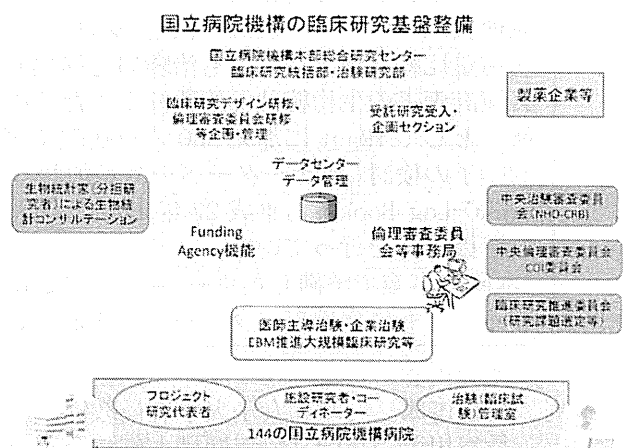 国立病院機構の臨床研究基盤整備
国立病院機構本部総合研究センター
臨床研究統括部・治験研究部
製薬企業等
臨床研究デザイン研修、
倫理審査委員会研修
等企画・管理
受託研究受入・
企画セクション
データセンター
データ管理
生物統計家(分担研
究者)による生物統
計コンサルテーション
Funding
Agency機能
倫理審査委員
会等事務局
中央治験審査委員
会(NHO-CRB)
中央倫理審査委員会
COI委員会
臨床研究推進委員会
(研究課題選定等)
医師主導治験・企業治験
EBM推進大規模臨床研究等
プロジェクト
研究代表者
施設研究者・コー
ディネーター
治験(臨床試
験)管理室
144の国立病院機構病院